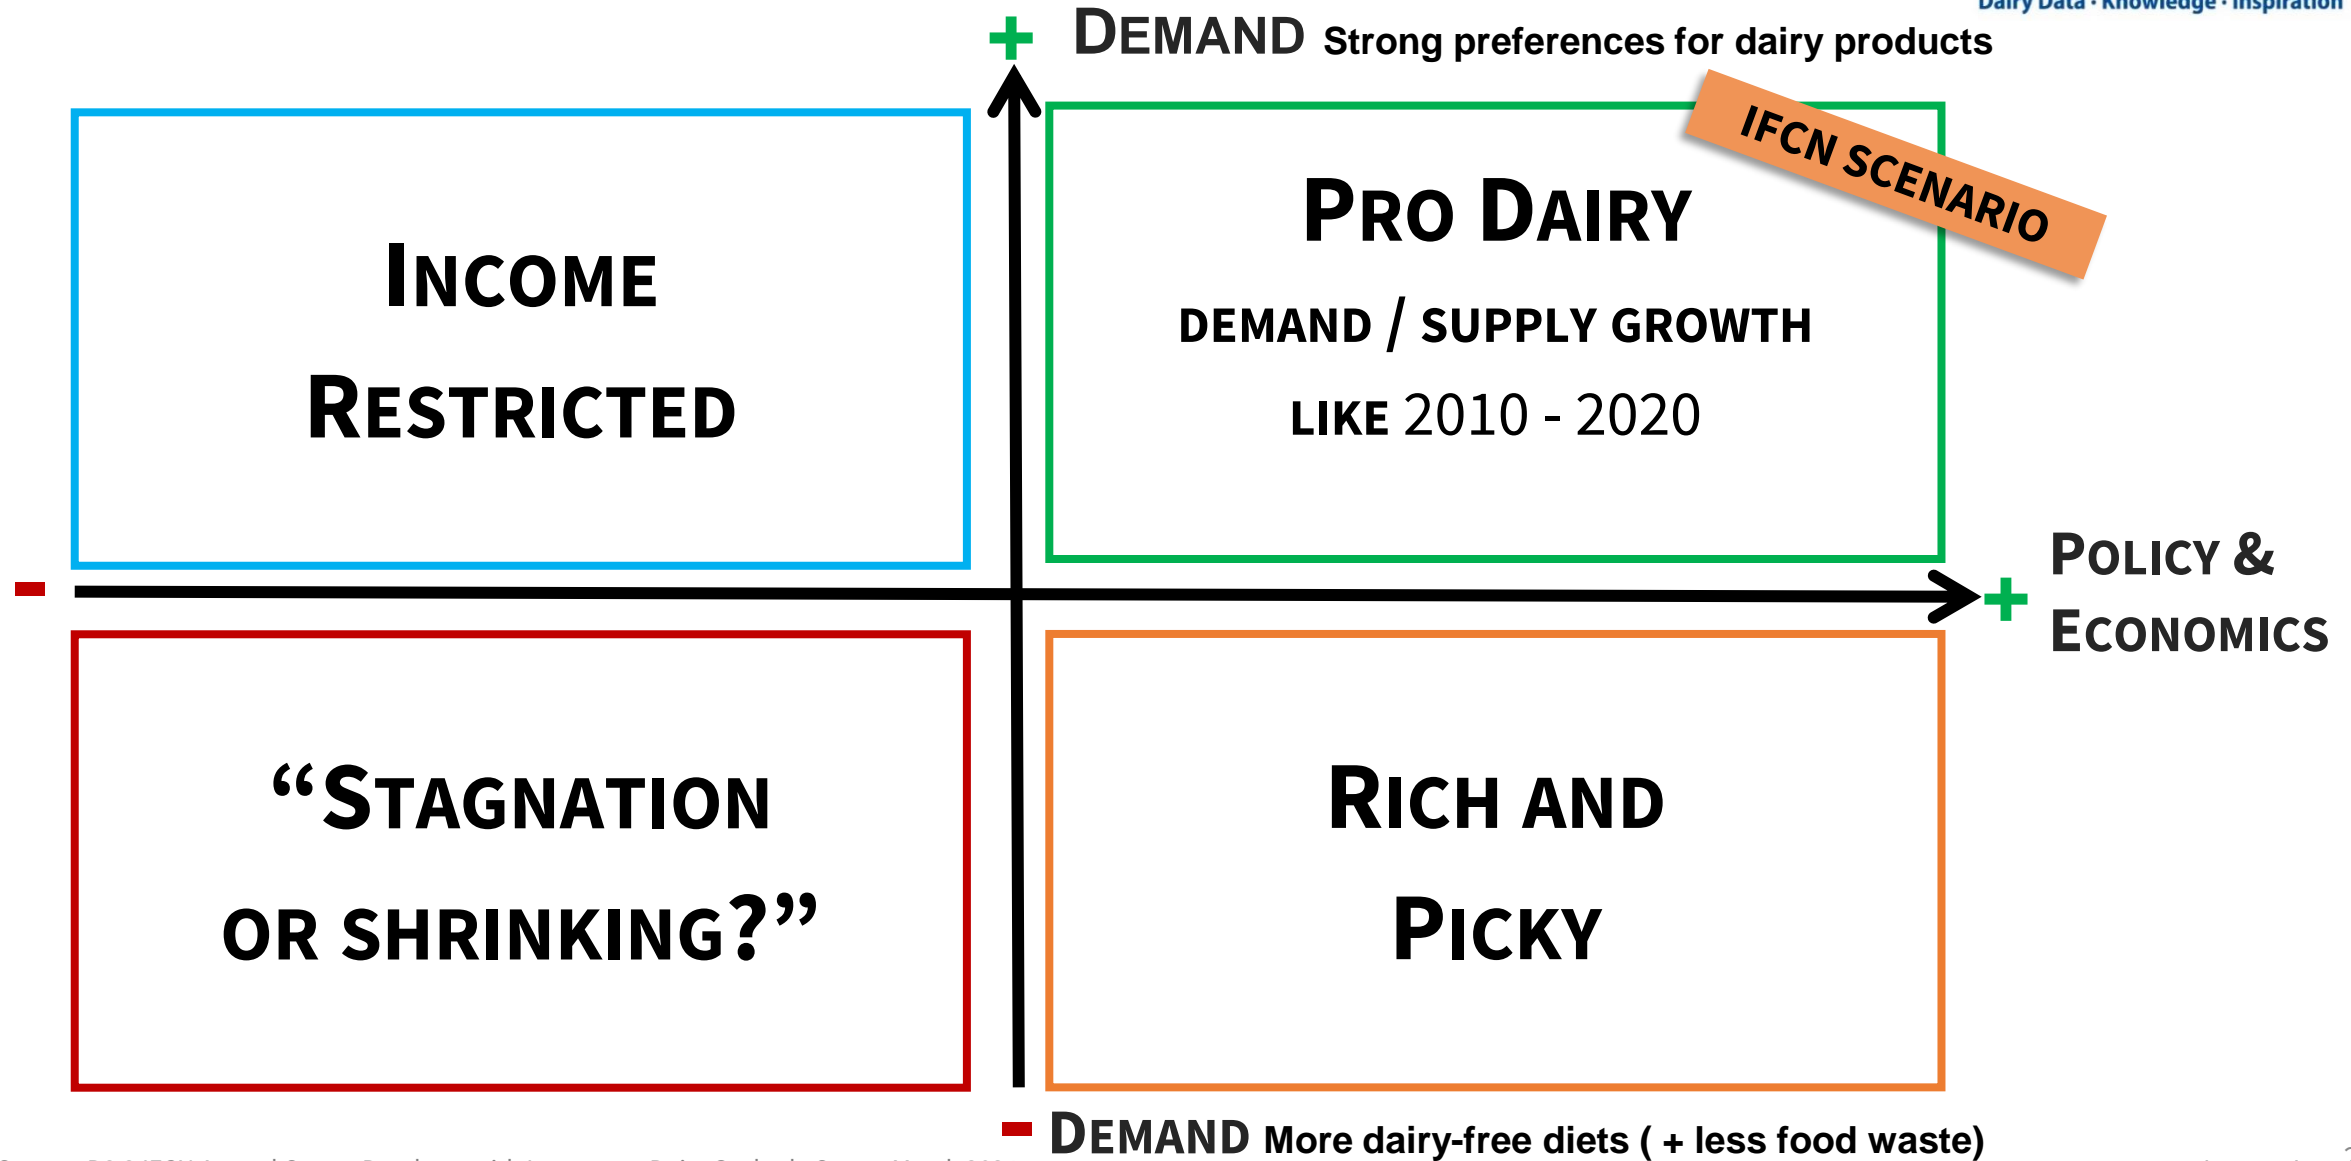 Dairy Data · Knowledge · Inspiration
+ DEMAND Strong preferences for dairy products
IFCN SCENARIO
INCOME
RESTRICTED
PRO DAIRY
DEMAND / SUPPLY GROWTH
LIKE 2010 - 2020
- + POLICY &
ECONOMICS
“STAGNATION
OR SHRINKING?”
RICH AND
PICKY
- DEMAND More dairy-free diets ( + less food waste)